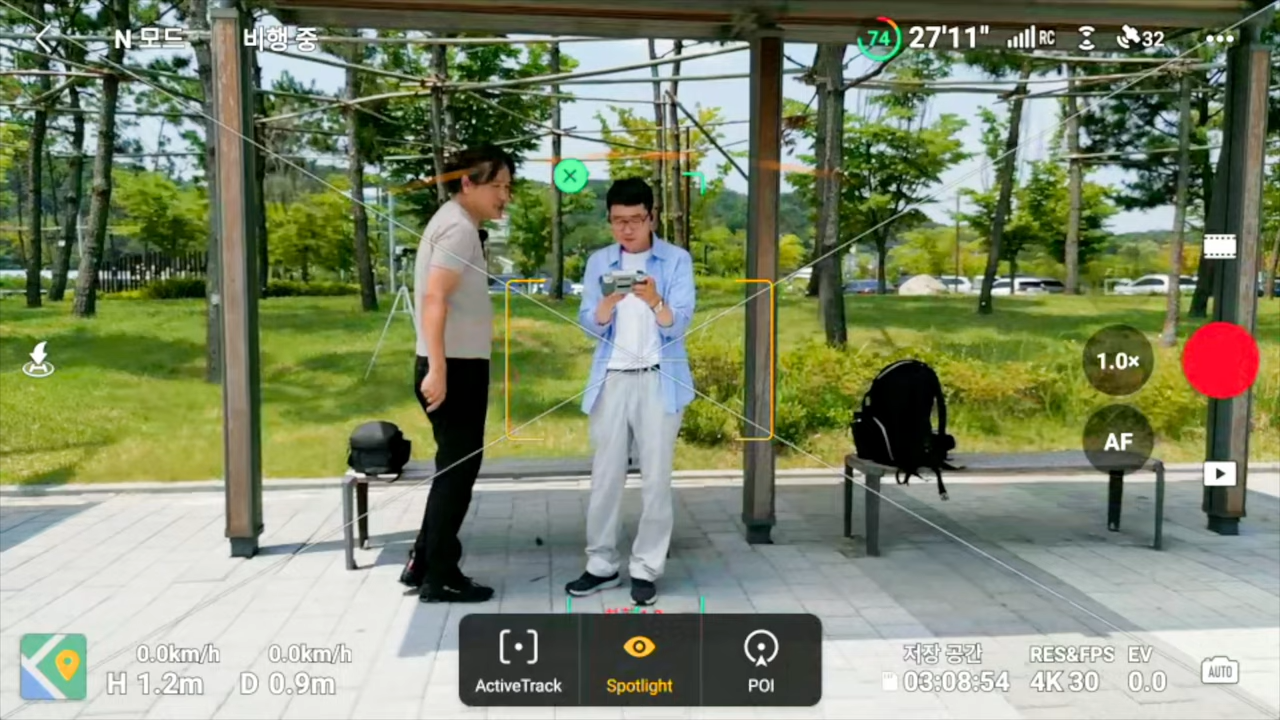 N 모드
비행 중
74
27'11"
RC
32
1.0×
AF
ActiveTrack
Spotlight
POI
0.0km/h
0.0km/h
H 1.2m
D 0.9m
저장 공간
03:08:54
RES&FPS
4K 30
EV
0.0
AUTO